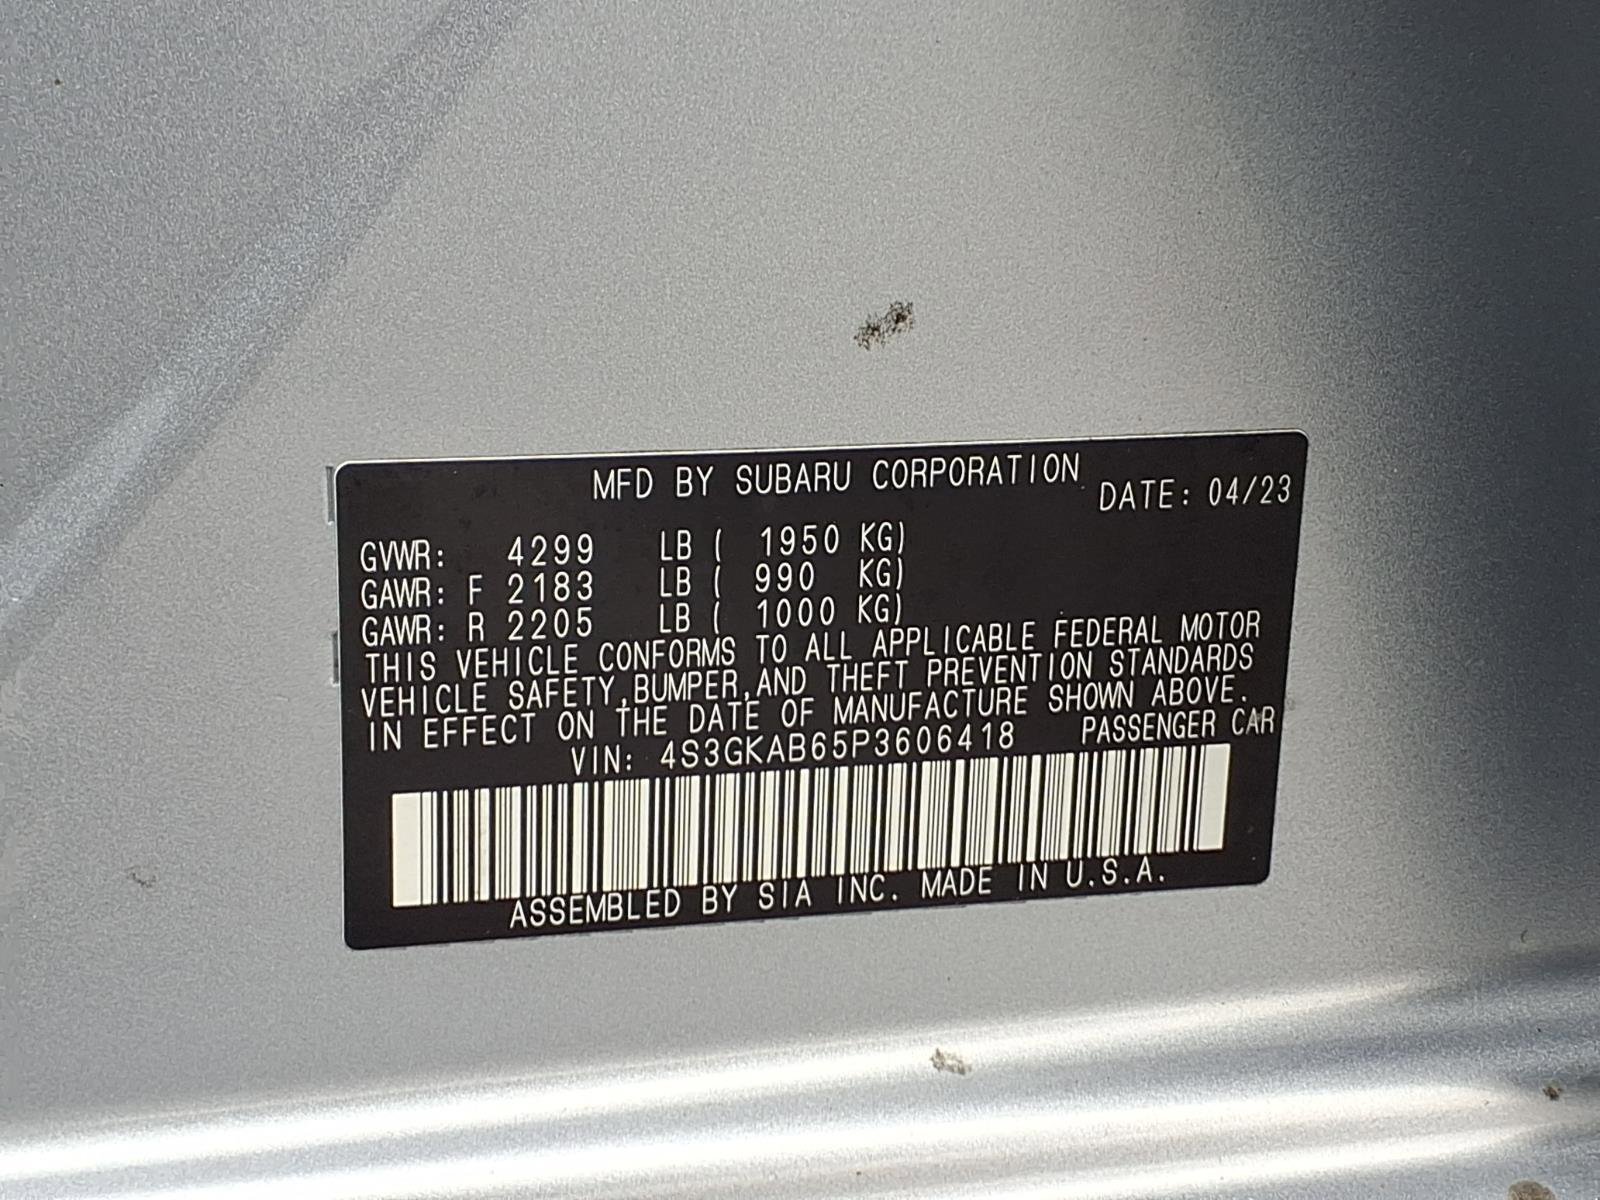 MFD BY SUBARU CORPORATION
DATE: 04/23
GVWR: 4299 LB ( 1950 KG)
GAWR: F 2183 LB ( 990 KG)
GAWR: R 2205 LB ( 1000 KG)
THIS VEHICLE CONFORMS TO ALL APPLICABLE FEDERAL MOTOR
VEHICLE SAFETY,BUMPER,AND THEFT PREVENTION STANDARDS
IN EFFECT ON THE DATE OF MANUFACTURE SHOWN ABOVE.
VIN: 4S3GKAB65P3606418 PASSENGER CAR
ASSEMBLED BY SIA INC. MADE IN U.S.A.